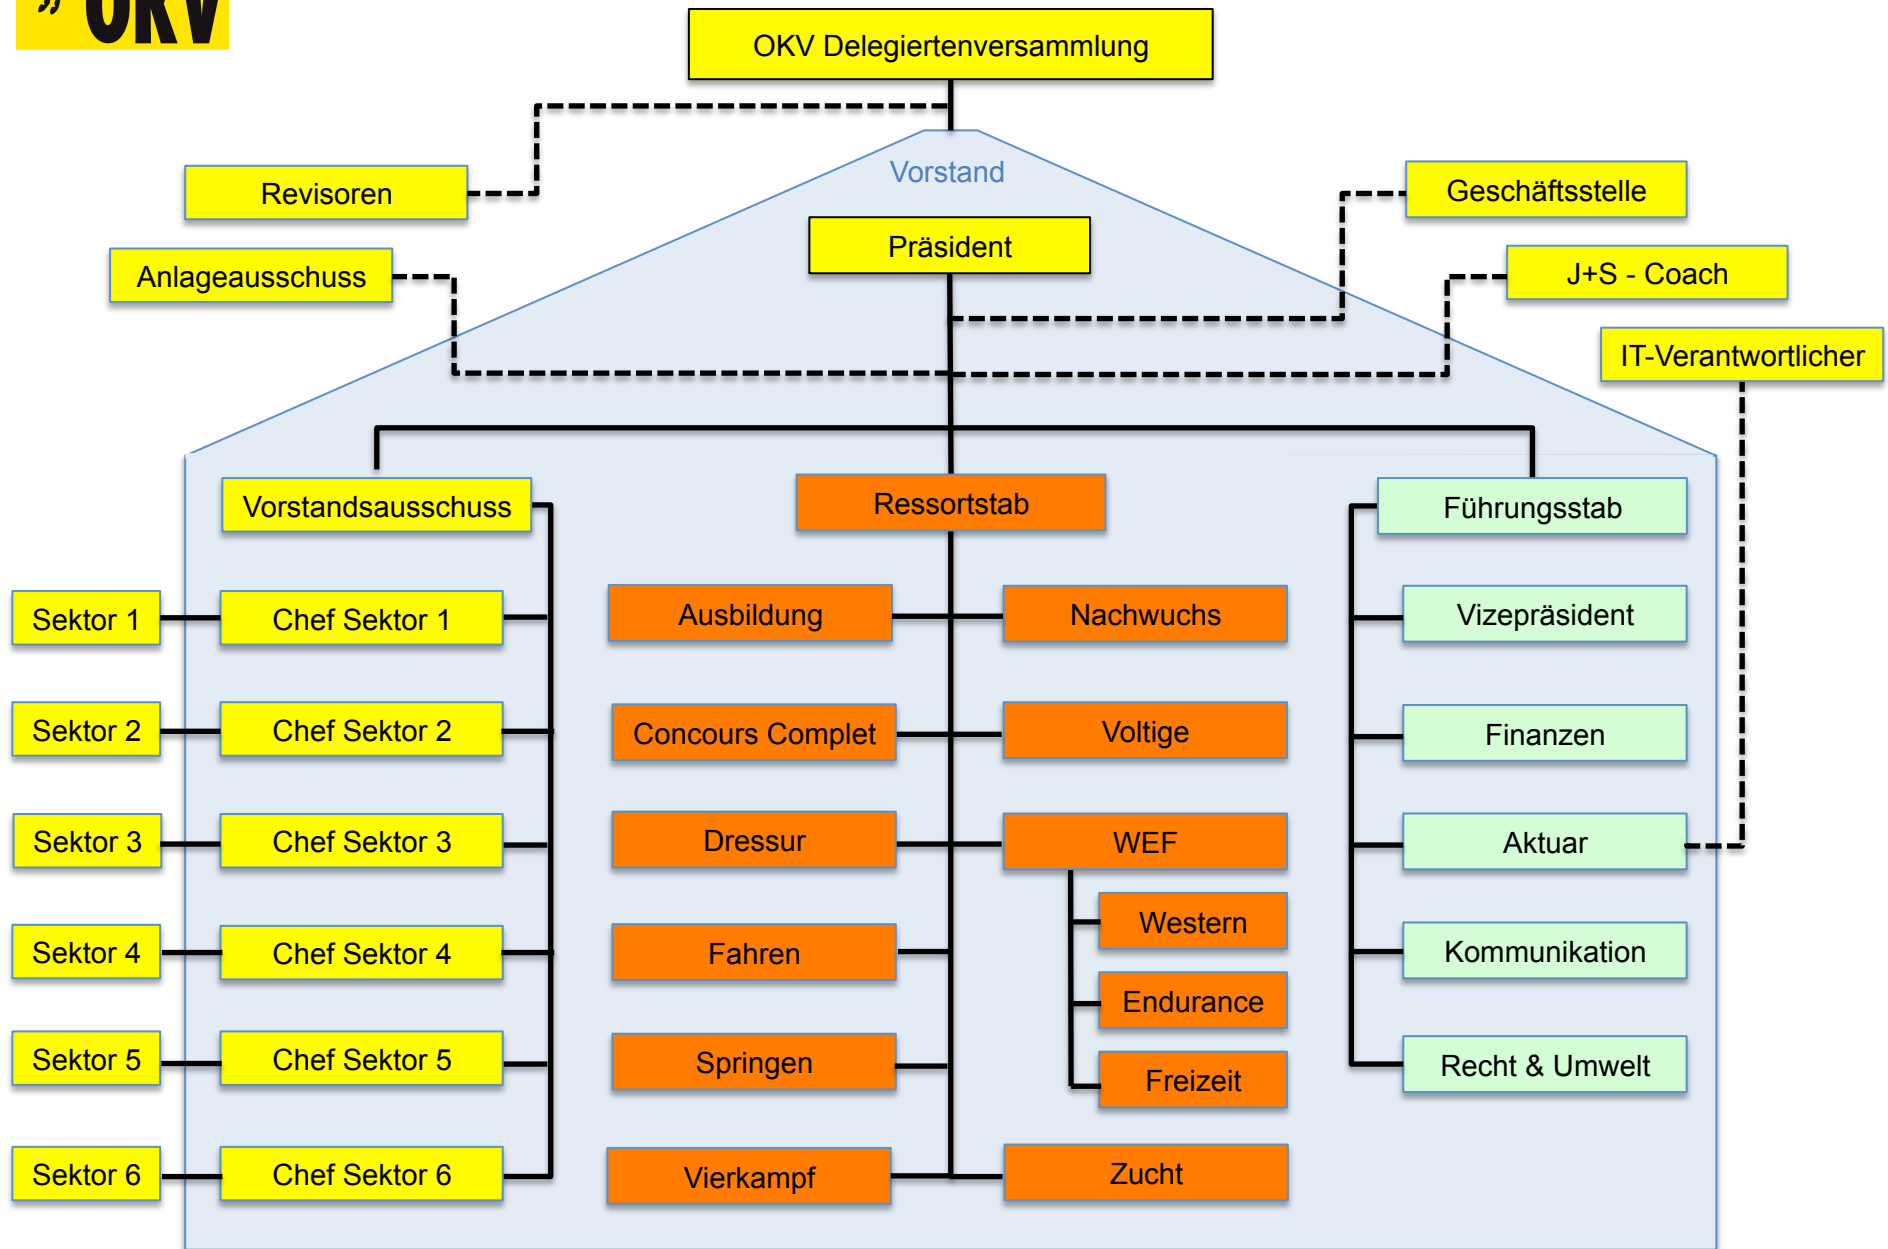 ” OKV
OKV Delegiertenversammlung
Vorstand
Revisoren
Geschäftsstelle
Präsident
Anlageausschuss
J+S - Coach
IT-Verantwortlicher
Vorstandsausschuss
Ressortstab
Führungsstab
Sektor 1
Chef Sektor 1
Ausbildung
Nachwuchs
Vizepräsident
Sektor 2
Chef Sektor 2
Concours Complet
Voltige
Finanzen
Sektor 3
Chef Sektor 3
Dressur
WEF
Aktuar
Western
Sektor 4
Chef Sektor 4
Fahren
Kommunikation
Endurance
Sektor 5
Chef Sektor 5
Springen
Freizeit
Recht & Umwelt
Sektor 6
Chef Sektor 6
Vierkampf
Zucht